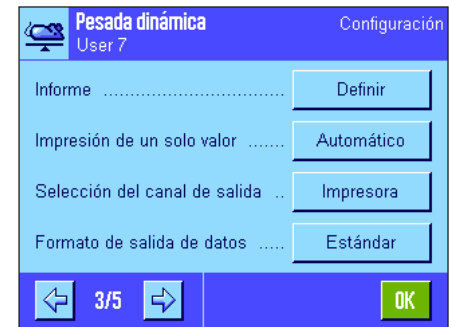 Pesada dinámica Configuración
User 7
Informe ................................. Definir
Impresión de un solo valor ....... Automático
Selección del canal de salida .. Impresora
Formato de salida de datos ..... Estándar
3/5 OK